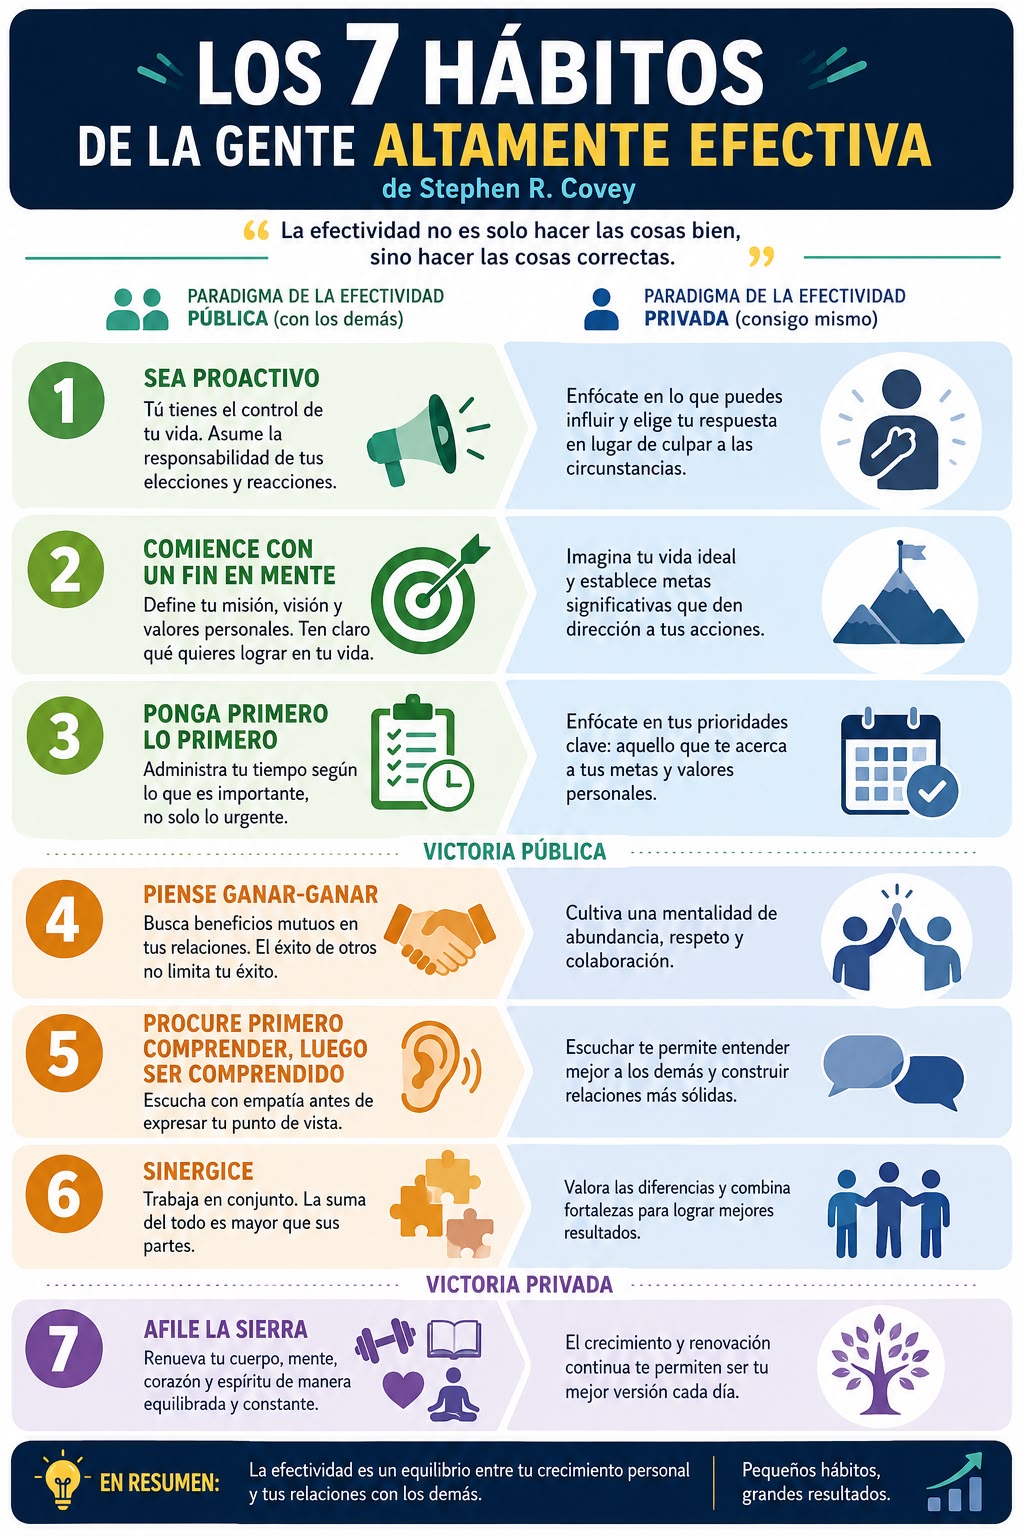 LOS 7 HÁBITOS
DE LA GENTE ALTAMENTE EFECTIVA
de Stephen R. Covey
“ La efectividad no es solo hacer las cosas bien,
sino hacer las cosas correctas. ”
PARADIGMA DE LA EFECTIVIDAD
PÚBLICA (con los demás)
PARADIGMA DE LA EFECTIVIDAD
PRIVADA (consigo mismo)
1
SEA PROACTIVO
Tú tienes el control de
tu vida. Asume la
responsabilidad de tus
elecciones y reacciones.
Enfócate en lo que puedes
influir y elige tu respuesta
en lugar de culpar a las
circunstancias.
2
COMIENCE CON
UN FIN EN MENTE
Define tu misión, visión y
valores personales. Ten claro
qué quieres lograr en tu vida.
Imagina tu vida ideal
y establece metas
significativas que den
dirección a tus acciones.
3
PONGA PRIMERO
LO PRIMERO
Administra tu tiempo según
lo que es importante,
no solo lo urgente.
Enfócate en tus prioridades
clave: aquello que te acerca
a tus metas y valores
personales.
VICTORIA PÚBLICA
4
PIENSE GANAR-GANAR
Busca beneficios mutuos en
tus relaciones. El éxito de otros
no limita tu éxito.
Cultiva una mentalidad de
abundancia, respeto y
colaboración.
5
PROCURE PRIMERO
COMPRENDER, LUEGO
SER COMPRENDIDO
Escucha con empatía antes de
expresar tu punto de vista.
Escuchar te permite entender
mejor a los demás y construir
relaciones más sólidas.
6
SINERGICE
Trabaja en conjunto. La suma
del todo es mayor que sus
partes.
Valora las diferencias y combina
fortalezas para lograr mejores
resultados.
VICTORIA PRIVADA
7
AFILE LA SIERRA
Renueva tu cuerpo, mente,
corazón y espíritu de manera
equilibrada y constante.
El crecimiento y renovación
continua te permiten ser tu
mejor versión cada día.
EN RESUMEN:
La efectividad es un equilibrio entre tu crecimiento personal
y tus relaciones con los demás.
Pequeños hábitos,
grandes resultados.